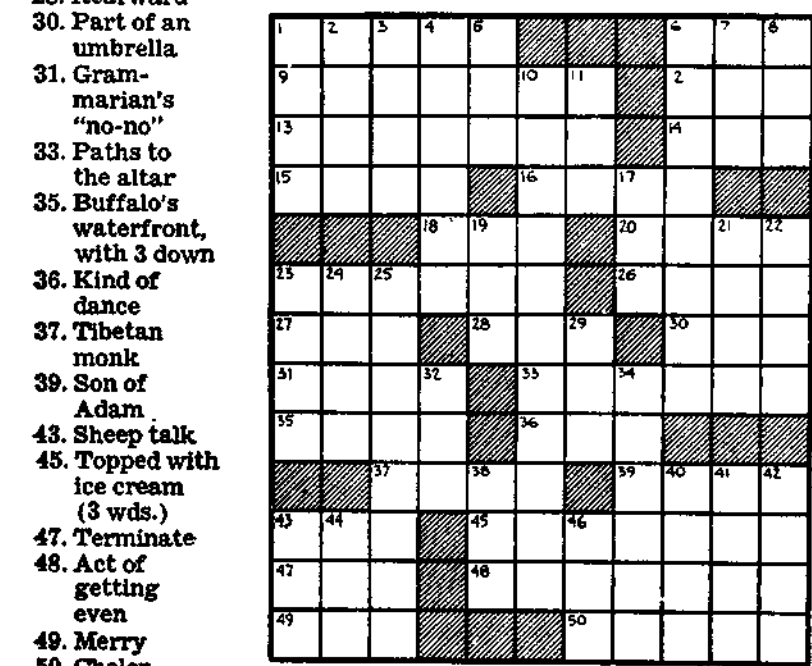 30. Part of an
umbrella
31. Gram-
marian's
"no-no"
33. Paths to
the altar
35. Buffalo's
waterfront,
with 3 down
36. Kind of
dance
37. Tibetan
monk
39. Son of
Adam
43. Sheep talk
45. Topped with
ice cream
(3 wds.)
47. Terminate
48. Act of
getting
even
49. Merry
1 2 3 4 5 6 7 8
9 10 11 2
13 14
15 16 17
18 19 20 21 22
23 24 25 26
27 28 29 30
31 32 33 34
35 36
37 38 39 40 41 42
43 44 45 46
47 48
49 50